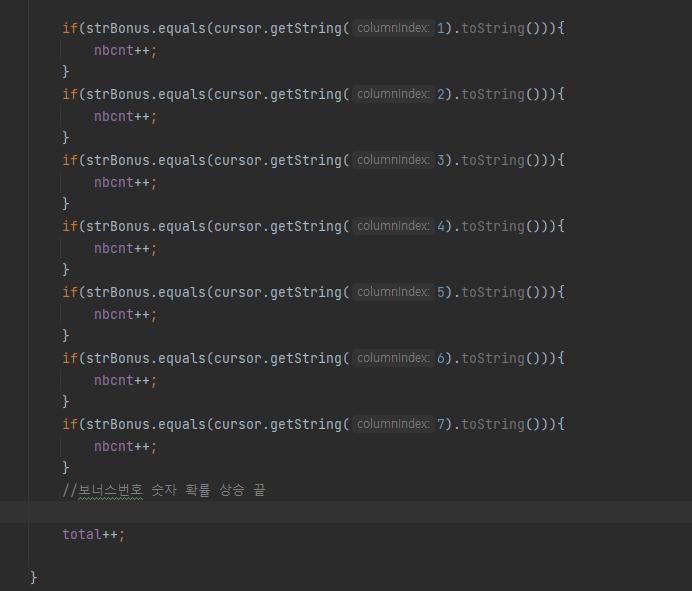 if(strBonus.equals(cursor.getString( columnIndex: 1).toString())){
nbcnt++;
}
if(strBonus.equals(cursor.getString( columnIndex: 2).toString())){
nbcnt++;
}
if(strBonus.equals(cursor.getString( columnIndex: 3).toString())){
nbcnt++;
}
if(strBonus.equals(cursor.getString( columnIndex: 4).toString())){
nbcnt++;
}
if(strBonus.equals(cursor.getString( columnIndex: 5).toString())){
nbcnt++;
}
if(strBonus.equals(cursor.getString( columnIndex: 6).toString())){
nbcnt++;
}
if(strBonus.equals(cursor.getString( columnIndex: 7).toString())){
nbcnt++;
}
//보너스번호 숫자 확률 상승 끝
total++;
}